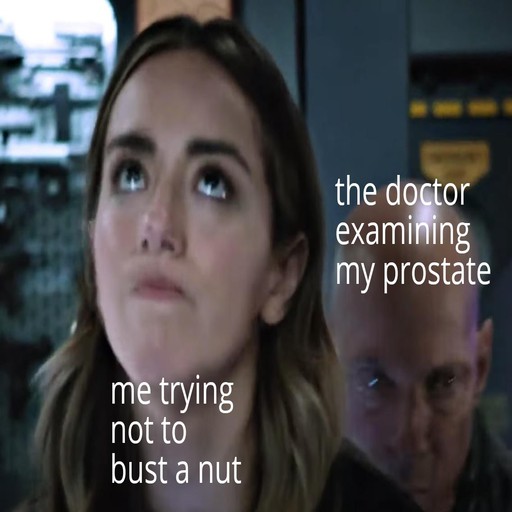 the doctor
examining
my prostate
me trying
not to
bust a nut